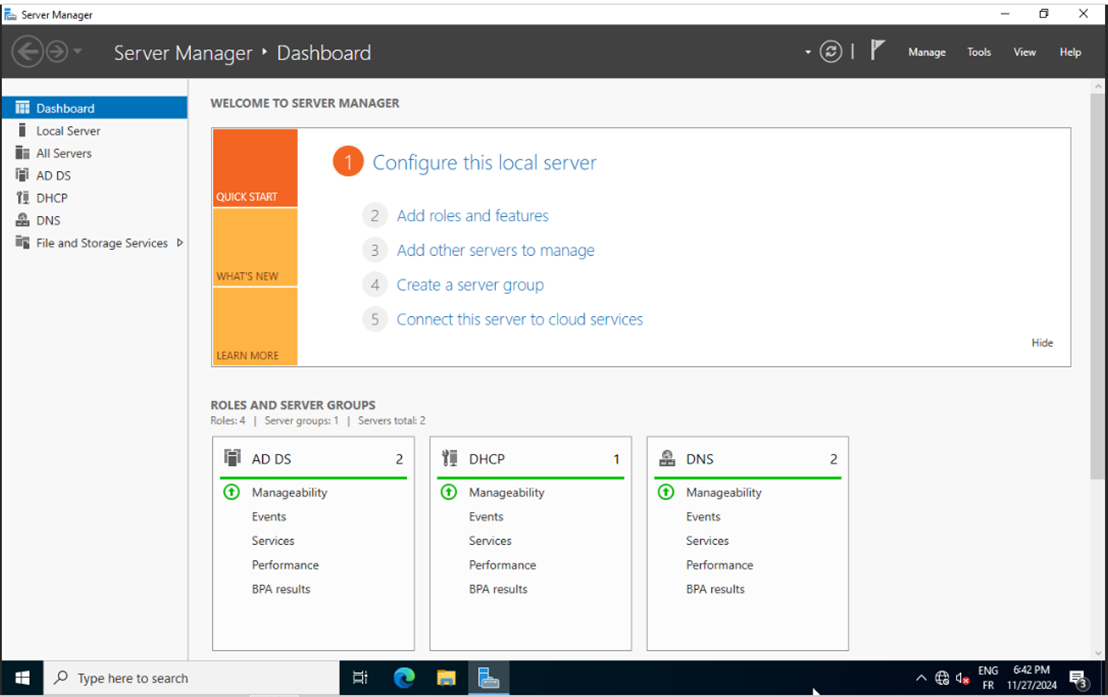 Server Manager
Server Manager ‣ Dashboard
Manage Tools View Help
Dashboard
Local Server
All Servers
AD DS
DHCP
DNS
File and Storage Services
WELCOME TO SERVER MANAGER
QUICK START
WHAT'S NEW
LEARN MORE
1 Configure this local server
2 Add roles and features
3 Add other servers to manage
4 Create a server group
5 Connect this server to cloud services
Hide
ROLES AND SERVER GROUPS
Roles: 4 | Server groups: 1 | Servers total: 2
AD DS 2
Manageability
Events
Services
Performance
BPA results
DHCP 1
Manageability
Events
Services
Performance
BPA results
DNS 2
Manageability
Events
Services
Performance
BPA results
Type here to search
ENG
FR
6:42 PM
11/27/2024
3